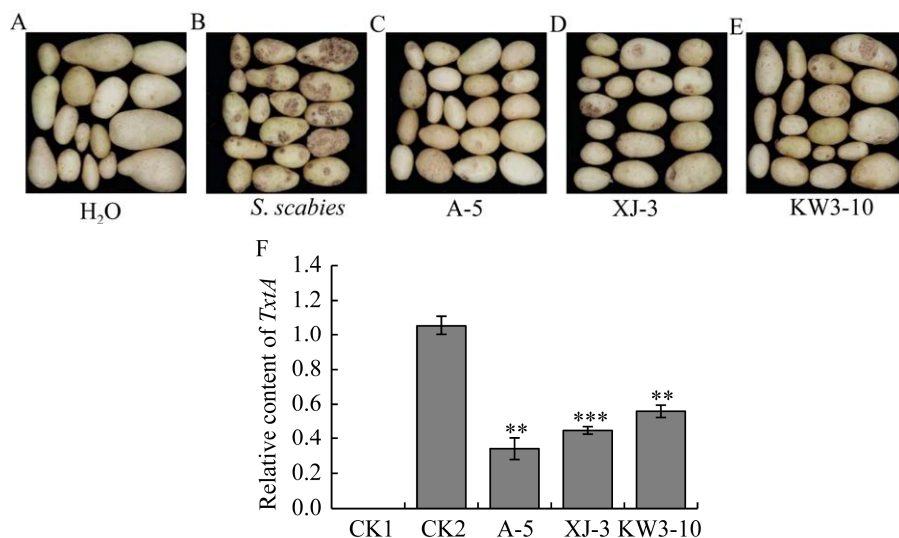 A B C D E
H₂O S. scabies A-5 XJ-3 KW3-10
F
Relative content of TxtA
1.4
1.2
1.0
0.8
0.6
0.4
0.2
0.0
** *** **
CK1 CK2 A-5 XJ-3 KW3-10